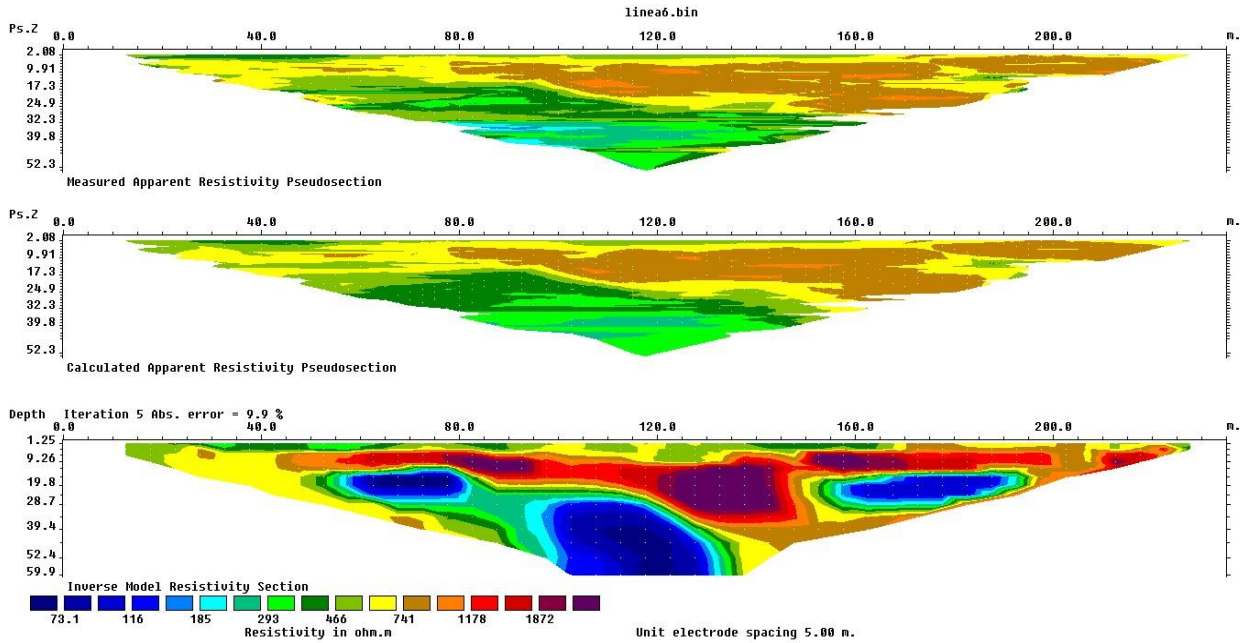 linea6.bin
Ps.Z 0.0 40.0 80.0 120.0 160.0 200.0 m.
2.08
9.91
17.3
24.9
32.3
39.8
52.3
Measured Apparent Resistivity Pseudosection
Ps.Z 0.0 40.0 80.0 120.0 160.0 200.0 m.
2.08
9.91
17.3
24.9
32.3
39.8
52.3
Calculated Apparent Resistivity Pseudosection
Depth Iteration 5 Abs. error = 9.9 %
0.0 40.0 80.0 120.0 160.0 200.0 m.
1.25
9.26
19.8
28.7
39.4
52.4
59.9
Inverse Model Resistivity Section
73.1 116 185 293 466 741 1178 1872
Resistivity in ohm.m Unit electrode spacing 5.00 m.